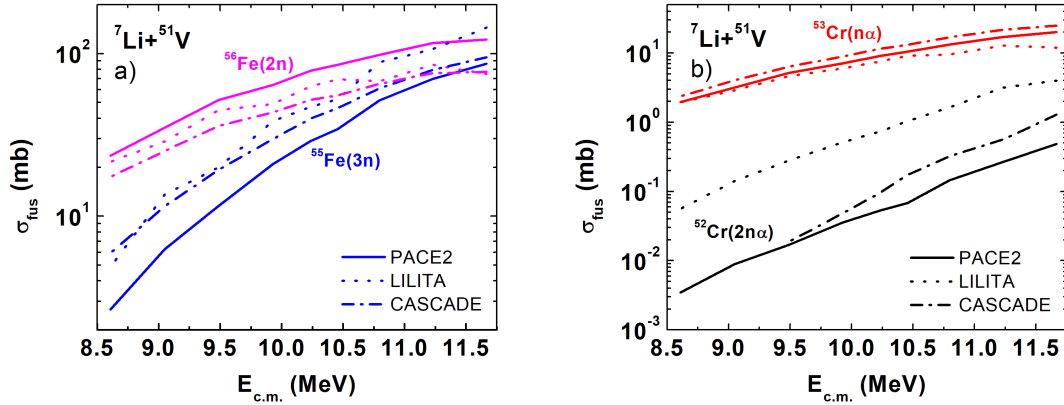 ⁷Li+⁵¹V
a)
⁵⁶Fe(2n)
⁵⁵Fe(3n)
PACE2
LILITA
CASCADE
10²
10¹
σfus (mb)
8.5 9.0 9.5 10.0 10.5 11.0 11.5
Ec.m. (MeV)
⁷Li+⁵¹V
b)
⁵³Cr(nα)
⁵²Cr(2nα)
PACE2
LILITA
CASCADE
10²
10¹
10⁰
10⁻¹
10⁻²
10⁻³
σfus (mb)
8.5 9.0 9.5 10.0 10.5 11.0 11.5
Ec.m. (MeV)